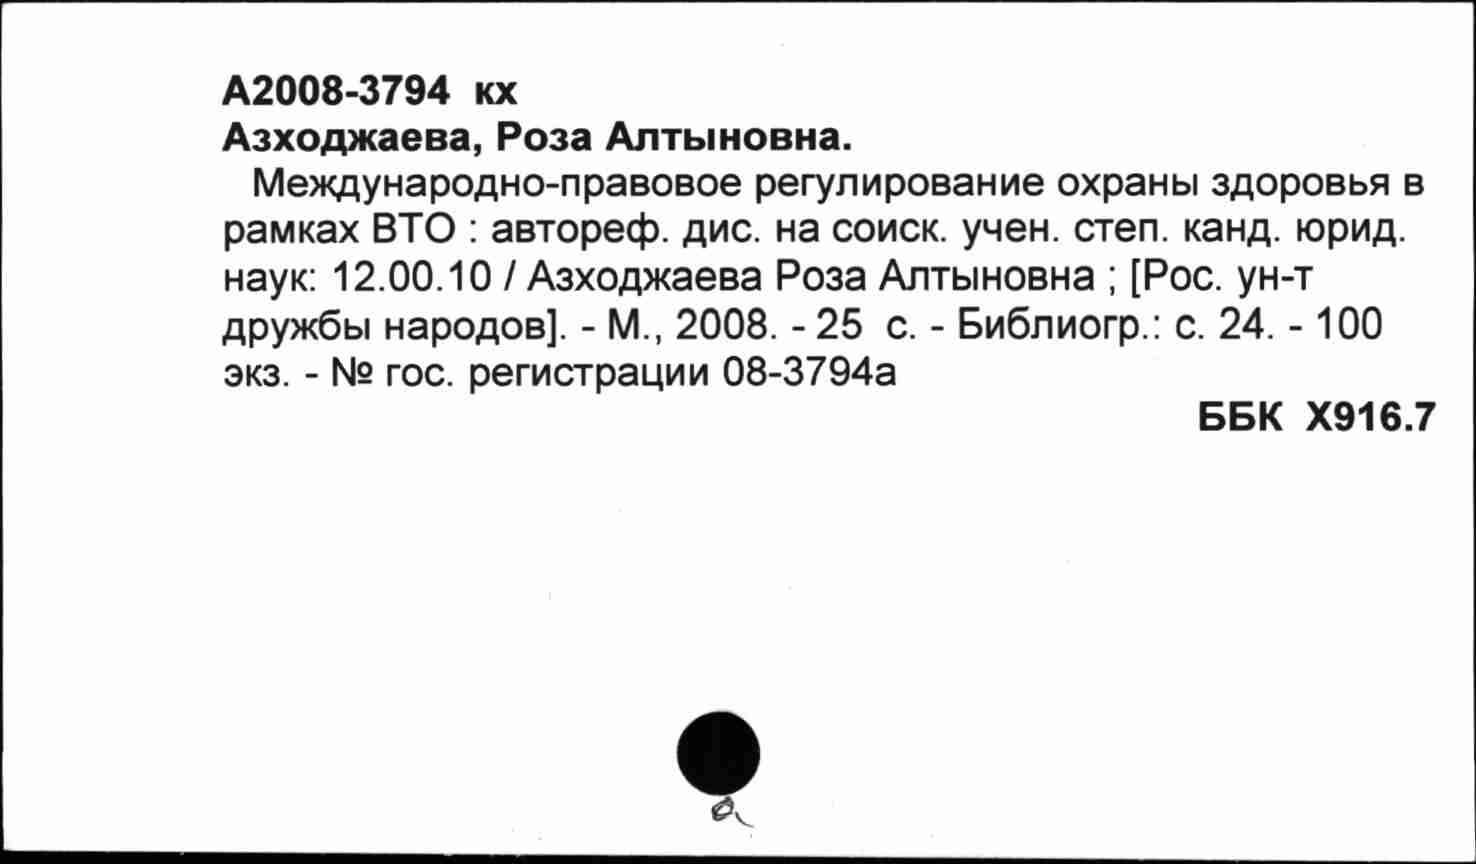 А2008-3794 кх
Азходжаева, Роза Алтыновна.
Международно-правовое регулирование охраны здоровья в
рамках ВТО : автореф. дис. на соиск. учен. степ. канд. юрид.
наук: 12.00.10 / Азходжаева Роза Алтыновна ; [Рос. ун-т
дружбы народов]. - М., 2008. - 25 с. - Библиогр.: с. 24. - 100
экз. - № гос. регистрации 08-3794а
ББК Х916.7